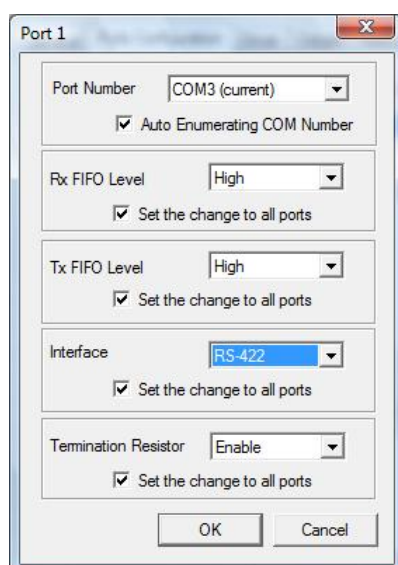 Port 1
Port Number COM3 (current)
Auto Enumerating COM Number
Rx FIFO Level High
Set the change to all ports
Tx FIFO Level High
Set the change to all ports
Interface RS-422
Set the change to all ports
Termination Resistor Enable
Set the change to all ports
OK Cancel